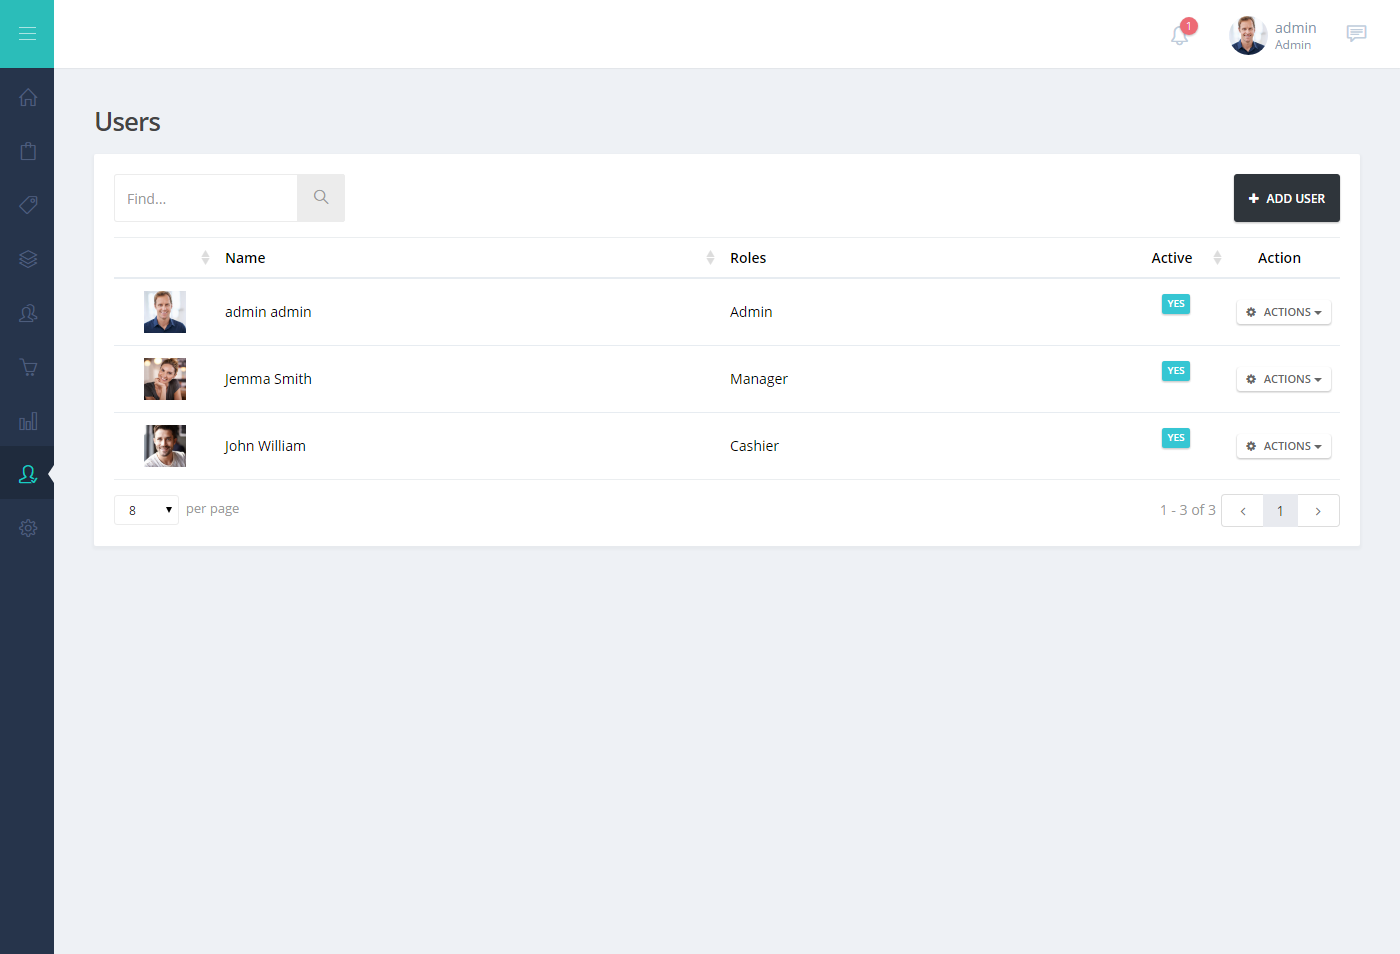 1
admin
Admin
Users
Find...
ADD USER
Name Roles Active Action
admin admin Admin YES ACTIONS
Jemma Smith Manager YES ACTIONS
John William Cashier YES ACTIONS
8 per page 1 - 3 of 3 1